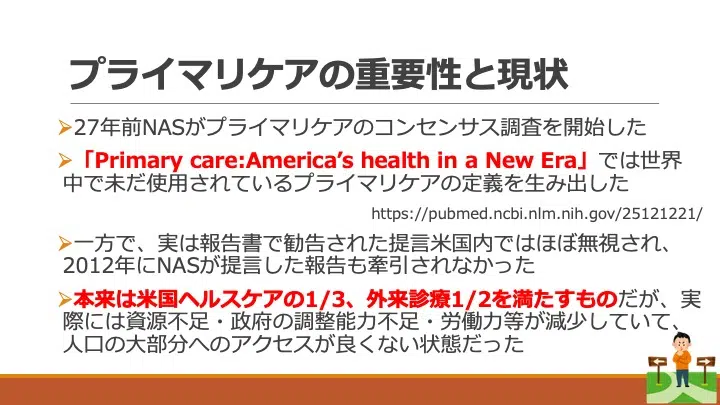 プライマリケアの重要性と現状
➢27年前NASがプライマリケアのコンセンサス調査を開始した
➢「Primary care:America’s health in a New Era」では世界
中で未だ使用されているプライマリケアの定義を生み出した
https://pubmed.ncbi.nlm.nih.gov/25121221/
➢一方で、実は報告書で勧告された提言米国内ではほぼ無視され、
2012年にNASが提言した報告も牽引されなかった
➢本来は米国ヘルスケアの1/3、外来診療1/2を満たすものだが、実
際には資源不足・政府の調整能力不足・労働力等が減少していて、
人口の大部分へのアクセスが良くない状態だった